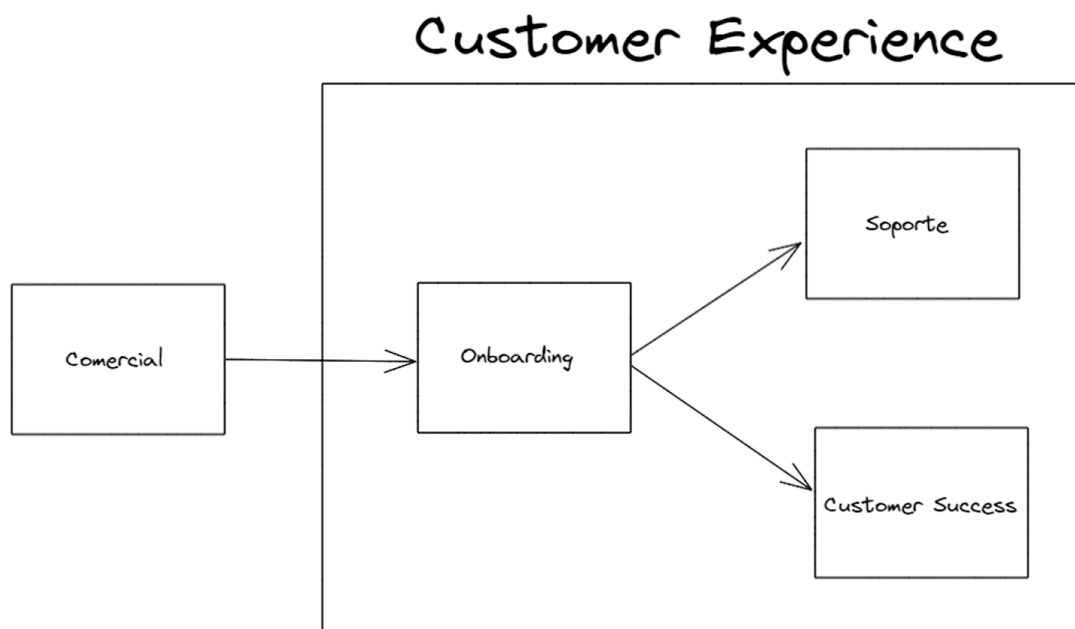 Customer Experience
Soporte
Comercial
Onboarding
Customer Success